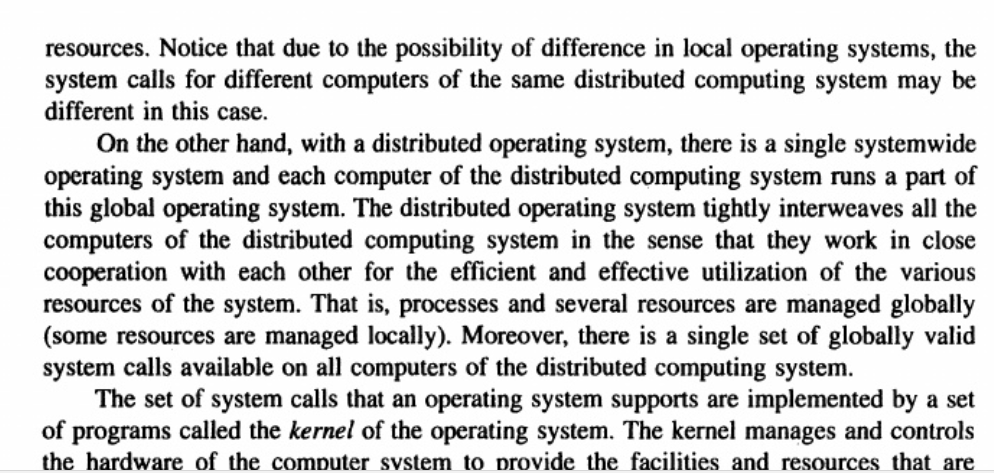 resources. Notice that due to the possibility of difference in local operating systems, the
system calls for different computers of the same distributed computing system may be
different in this case.
On the other hand, with a distributed operating system, there is a single systemwide
operating system and each computer of the distributed computing system runs a part of
this global operating system. The distributed operating system tightly interweaves all the
computers of the distributed computing system in the sense that they work in close
cooperation with each other for the efficient and effective utilization of the various
resources of the system. That is, processes and several resources are managed globally
(some resources are managed locally). Moreover, there is a single set of globally valid
system calls available on all computers of the distributed computing system.
The set of system calls that an operating system supports are implemented by a set
of programs called the kernel of the operating system. The kernel manages and controls
the hardware of the computer system to provide the facilities and resources that are